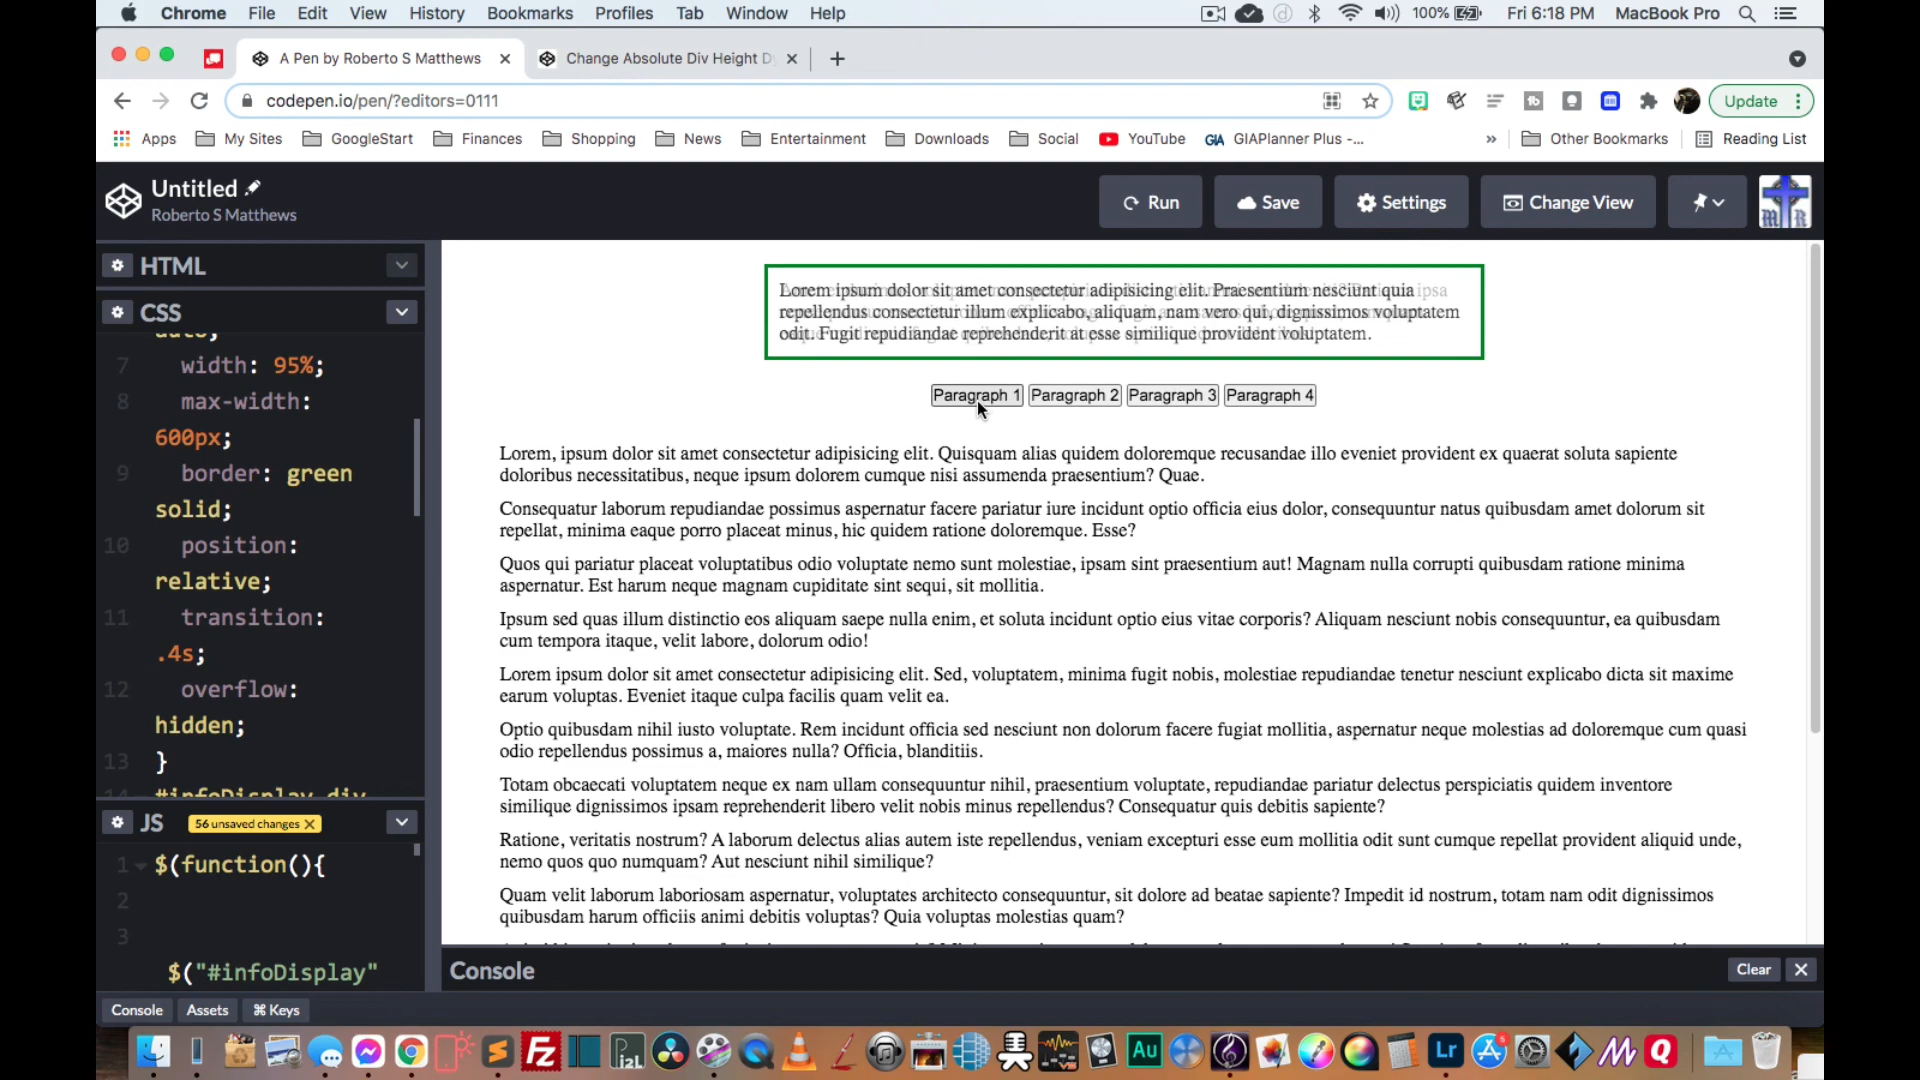 Chrome File Edit View History Bookmarks Profiles Tab Window Help 100% Fri 6:18 PM MacBook Pro
A Pen by Roberto S Matthews Change Absolute Div Height D
codepen.io/pen/?editors=0111 Update
Apps My Sites GoogleStart Finances Shopping News Entertainment Downloads Social YouTube GIA GIAPlanner Plus -... » Other Bookmarks Reading List
Untitled
Roberto S Matthews
Run Save Settings Change View
HTML
CSS
auto;
7 width: 95%;
8 max-width:
600px;
9 border: green
solid;
10 position:
relative;
11 transition:
.4s;
12 overflow:
hidden;
13 }
14 #infoDisplay div
JS 56 unsaved changes
1 $(function(){
2
3
$("#infoDisplay"
Lorem ipsum dolor sit amet consectetur adipisicing elit. Praesentium nesciunt quia
repellendus consectetur illum explicabo, aliquam, nam vero qui, dignissimos voluptatem
odit. Fugit repudiandae reprehenderit at esse similique provident voluptatem.
Paragraph 1 Paragraph 2 Paragraph 3 Paragraph 4
Lorem, ipsum dolor sit amet consectetur adipisicing elit. Quisquam alias quidem doloremque recusandae illo eveniet provident ex quaerat soluta sapiente
doloribus necessitatibus, neque ipsum dolorem cumque nisi assumenda praesentium? Quae.
Consequatur laborum repudiandae possimus aspernatur facere pariatur iure incidunt optio officia eius dolor, consequuntur natus quibusdam amet dolorum sit
repellat, minima eaque porro placeat minus, hic quidem ratione doloremque. Esse?
Quos qui pariatur placeat voluptatibus odio voluptate nemo sunt molestiae, ipsam sint praesentium aut! Magnam nulla corrupti quibusdam ratione minima
aspernatur. Est harum neque magnam cupiditate sint sequi, sit mollitia.
Ipsum sed quas illum distinctio eos aliquam saepe nulla enim, et soluta incidunt optio eius vitae corporis? Aliquam nesciunt nobis consequuntur, ea quibusdam
cum tempora itaque, velit labore, dolorum odio!
Lorem ipsum dolor sit amet consectetur adipisicing elit. Sed, voluptatem, minima fugit nobis, molestiae repudiandae tenetur nesciunt explicabo dicta sit maxime
earum voluptas. Eveniet itaque culpa facilis quam velit ea.
Optio quibusdam nihil iusto voluptate. Rem incidunt officia sed nesciunt non dolorum facere fugiat mollitia, aspernatur neque molestias ad doloremque cum quasi
odio repellendus possimus a, maiores nulla? Officia, blanditiis.
Totam obcaecati voluptatem neque ex nam ullam consequuntur nihil, praesentium voluptate, repudiandae pariatur delectus perspiciatis quidem inventore
similique dignissimos ipsam reprehenderit libero velit nobis minus repellendus? Consequatur quis debitis sapiente?
Ratione, veritatis nostrum? A laborum delectus alias autem iste repellendus, veniam excepturi esse eum mollitia odit sunt cumque repellat provident aliquid unde,
nemo quos quo numquam? Aut nesciunt nihil similique?
Quam velit laborum laboriosam aspernatur, voluptates architecto consequuntur, sit dolore ad beatae sapiente? Impedit id nostrum, totam nam odit dignissimos
quibusdam harum officiis animi debitis voluptas? Quia voluptas molestias quam?
Console Clear
Console Assets ⌘ Keys